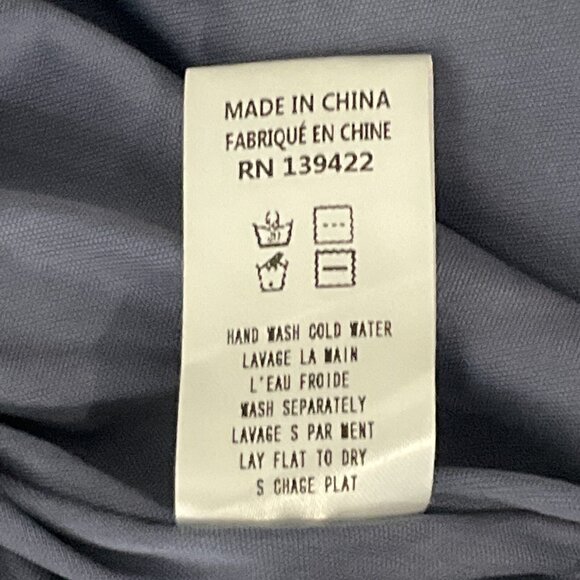 MADE IN CHINA
FABRIQUÉ EN CHINE
RN 139422
HAND WASH COLD WATER
LAVAGE LA MAIN
L'EAU FROIDE
WASH SEPARATELY
LAVAGE S PAR MENT
LAY FLAT TO DRY
S CHAGE PLAT